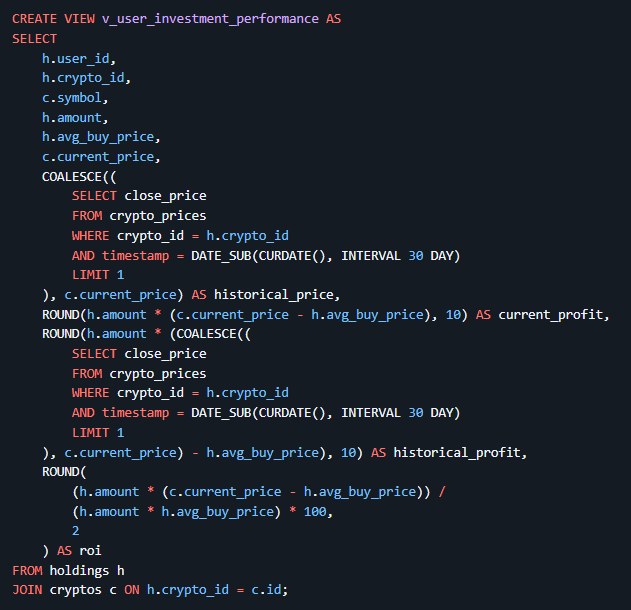 CREATE VIEW v_user_investment_performance AS
SELECT
    h.user_id,
    h.crypto_id,
    c.symbol,
    h.amount,
    h.avg_buy_price,
    c.current_price,
    COALESCE((
        SELECT close_price
        FROM crypto_prices
        WHERE crypto_id = h.crypto_id
        AND timestamp = DATE_SUB(CURDATE(), INTERVAL 30 DAY)
        LIMIT 1
    ), c.current_price) AS historical_price,
    ROUND(h.amount * (c.current_price - h.avg_buy_price), 10) AS current_profit,
    ROUND(h.amount * (COALESCE((
        SELECT close_price
        FROM crypto_prices
        WHERE crypto_id = h.crypto_id
        AND timestamp = DATE_SUB(CURDATE(), INTERVAL 30 DAY)
        LIMIT 1
    ), c.current_price) - h.avg_buy_price), 10) AS historical_profit,
    ROUND(
        (h.amount * (c.current_price - h.avg_buy_price)) /
        (h.amount * h.avg_buy_price) * 100,
        2
    ) AS roi
FROM holdings h
JOIN cryptos c ON h.crypto_id = c.id;